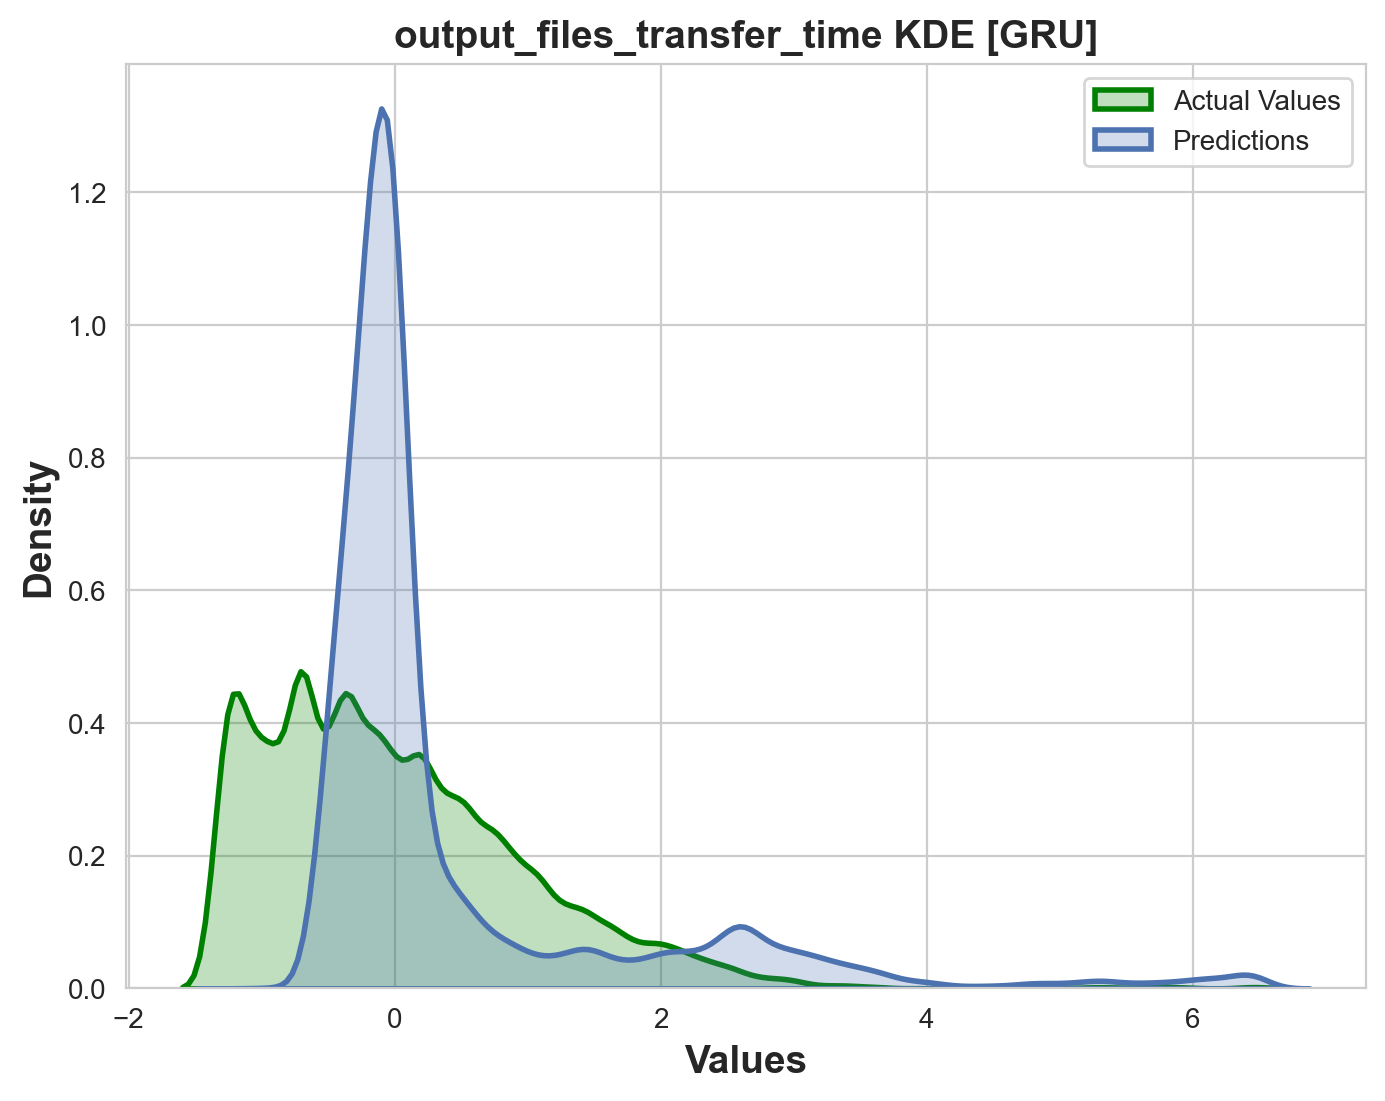 output_files_transfer_time KDE [GRU]
Actual Values
Predictions
Density
1.2
1.0
0.8
0.6
0.4
0.2
0.0
−2
0
2
4
6
Values